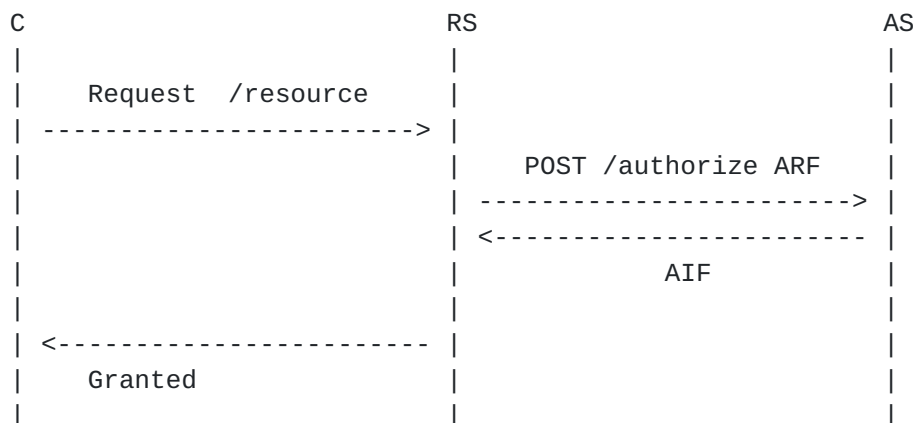 C RS AS
Request /resource
POST /authorize ARF
AIF
Granted